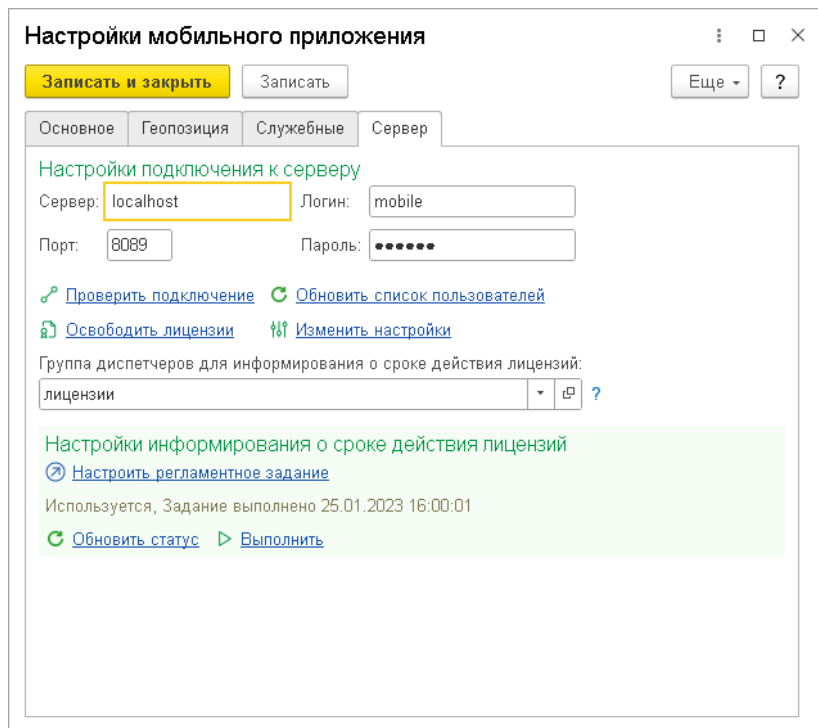 Настройки мобильного приложения
Записать и закрыть Записать Еще ?
Основное Геопозиция Служебные Сервер
Настройки подключения к серверу
Сервер: localhost Логин: mobile
Порт: 8089 Пароль: ●●●●●●
Проверить подключение Обновить список пользователей
Освободить лицензии Изменить настройки
Группа диспетчеров для информирования о сроке действия лицензий:
лицензии ?
Настройки информирования о сроке действия лицензий
Настроить регламентное задание
Используется, Задание выполнено 25.01.2023 16:00:01
Обновить статус Выполнить